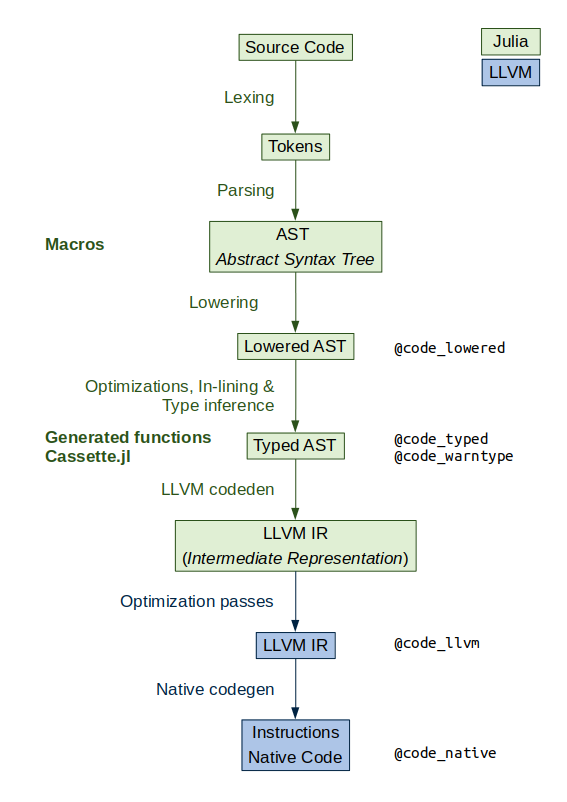 Source Code
Julia
LLVM
Lexing
Tokens
Parsing
Macros
AST
Abstract Syntax Tree
Lowering
Lowered AST
@code_lowered
Optimizations, In-lining &
Type inference
Generated functions
Cassette.jl
Typed AST
@code_typed
@code_warntype
LLVM codeden
LLVM IR
(Intermediate Representation)
Optimization passes
LLVM IR
@code_llvm
Native codegen
Instructions
Native Code
@code_native